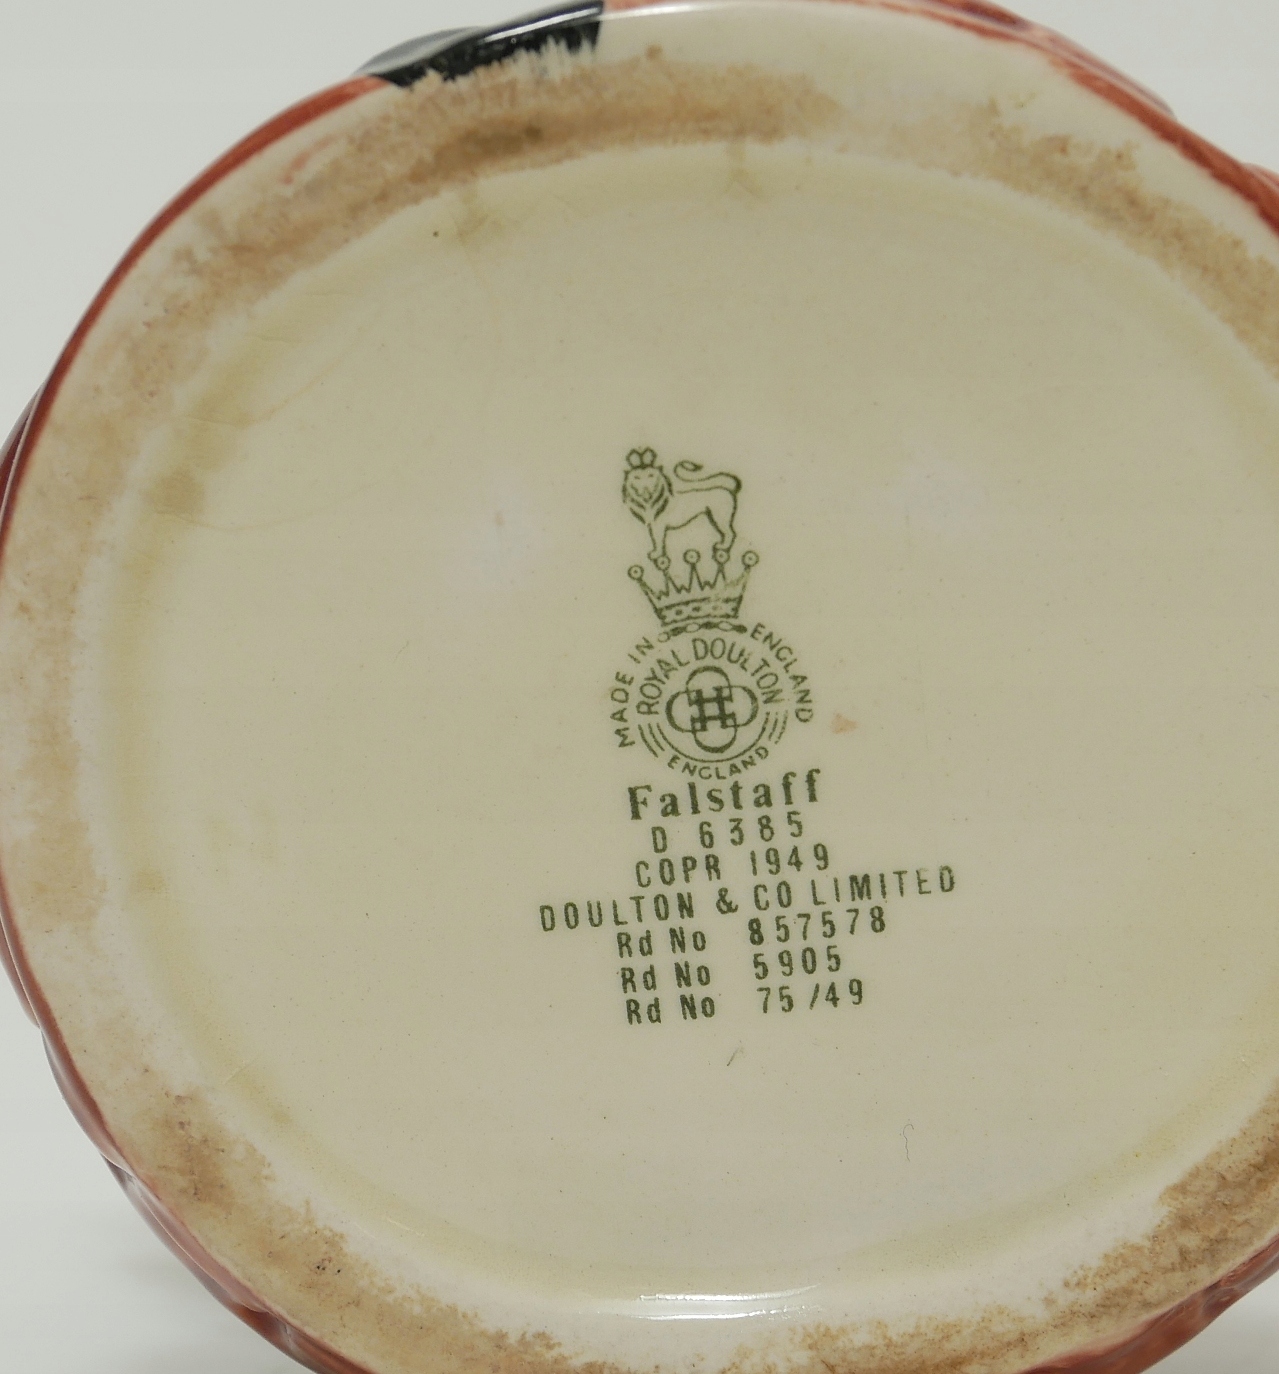 MADE IN ENGLAND
ROYAL DOULTON
ENGLAND
Falstaff
D 6385
COPR 1949
DOULTON & CO LIMITED
Rd No 857578
Rd No 5905
Rd No 75/49